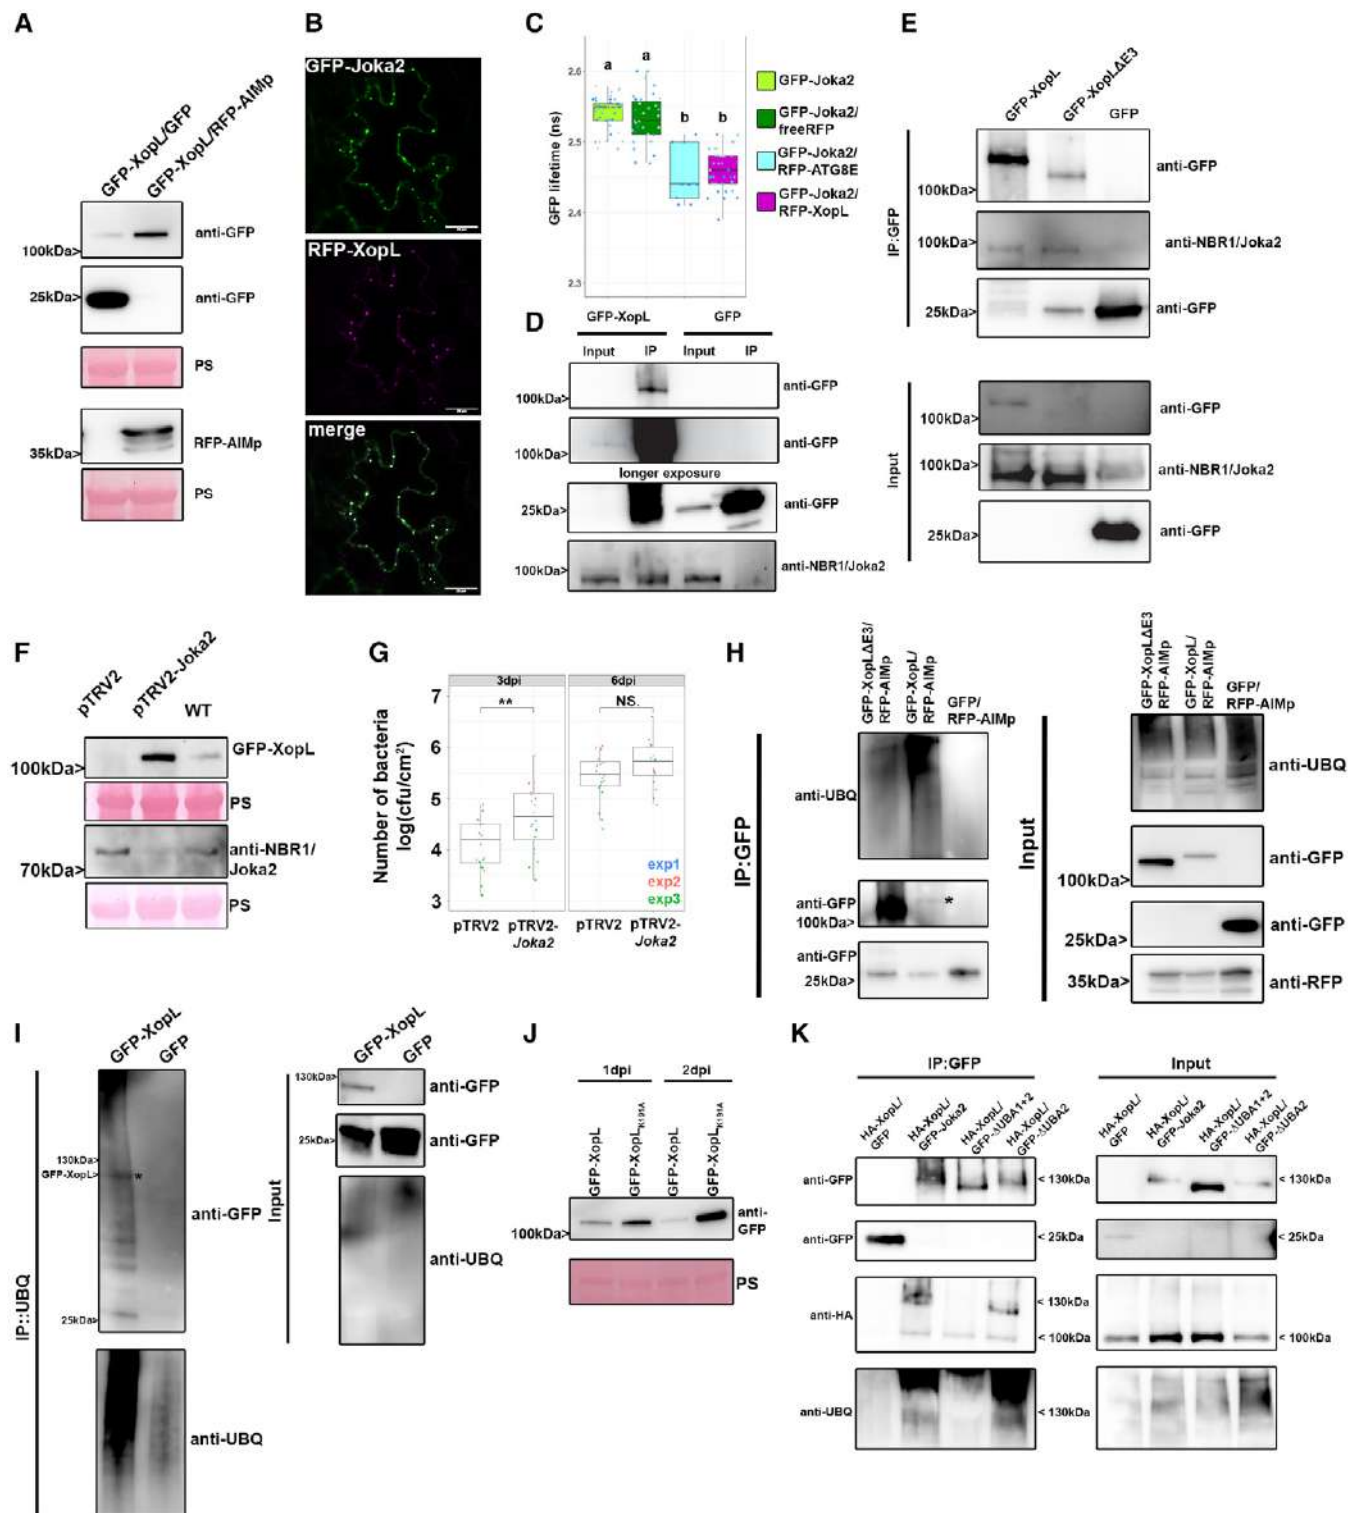 A
GFP-XopL/GFP
GFP-XopL/RFP-AIMp
anti-GFP
100kDa>
25kDa>
anti-GFP
PS
RFP-AIMp
35kDa>
PS
B
GFP-Joka2
RFP-XopL
merge
C
GFP lifetime (ns)
2.6
2.5
2.4
2.3
a
a
b
b
GFP-Joka2
GFP-Joka2/
freeRFP
GFP-Joka2/
RFP-ATG8E
GFP-Joka2/
RFP-XopL
D
GFP-XopL
GFP
Input
IP
Input
IP
anti-GFP
100kDa>
anti-GFP
100kDa>
longer exposure
anti-GFP
25kDa>
anti-NBR1/Joka2
100kDa>
E
GFP-XopL
GFP-XopLΔE3
GFP
IP:GFP
anti-GFP
100kDa>
100kDa>
anti-NBR1/Joka2
anti-GFP
25kDa>
Input
anti-GFP
100kDa>
100kDa>
anti-NBR1/Joka2
anti-GFP
25kDa>
F
pTRV2
pTRV2-Joka2
WT
GFP-XopL
100kDa>
PS
anti-NBR1/
Joka2
70kDa>
PS
G
Number of bacteria
log(cfu/cm²)
3dpi
6dpi
7
6
5
4
3
**
NS.
exp1
exp2
exp3
pTRV2
pTRV2-
Joka2
pTRV2
pTRV2-
Joka2
H
GFP-XopLΔE3/
RFP-AIMp
GFP-XopL/
RFP-AIMp
GFP/
RFP-AIMp
IP:GFP
anti-UBQ
anti-GFP
100kDa>
*
anti-GFP
25kDa>
GFP-XopLΔE3
RFP-AIMp
GFP-XopL/
RFP-AIMp
GFP/
RFP-AIMp
Input
anti-UBQ
anti-GFP
100kDa>
anti-GFP
25kDa>
35kDa>
anti-RFP
I
GFP-XopL
GFP
IP::UBQ
130kDa>
GFP-XopL>
*
anti-GFP
25kDa>
anti-UBQ
GFP-XopL
GFP
Input
130kDa>
anti-GFP
25kDa>
anti-GFP
anti-UBQ
J
1dpi
2dpi
GFP-XopL
GFP-XopLK191A
GFP-XopL
GFP-XopLK191A
100kDa>
anti-
GFP
PS
K
IP:GFP
Input
HA-XopL/
GFP
HA-XopL/
GFP-Joka2
HA-XopL/
GFP-ΔUBA1+2
HA-XopL/
GFP-ΔUBA2
HA-XopL/
GFP
HA-XopL/
GFP-Joka2
HA-XopL/
GFP-ΔUBA1+2
HA-XopL/
GFP-ΔUBA2
anti-GFP
< 130kDa
< 130kDa
anti-GFP
< 25kDa
< 25kDa
anti-HA
< 130kDa
< 130kDa
< 100kDa
< 100kDa
anti-UBQ
< 130kDa
< 130kDa